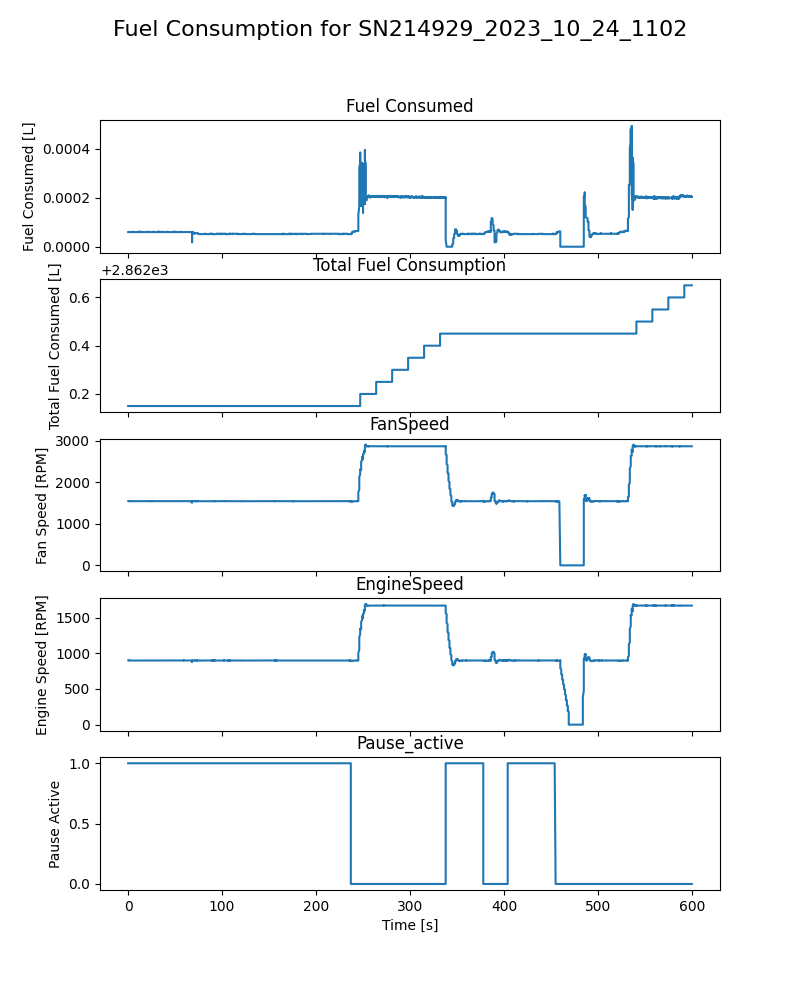 Fuel Consumption for SN214929_2023_10_24_1102
Fuel Consumed
Fuel Consumed [L]
0.0004
0.0002
0.0000
Total Fuel Consumption
+2.862e3
Total Fuel Consumed [L]
0.6
0.4
0.2
FanSpeed
Fan Speed [RPM]
3000
2000
1000
0
EngineSpeed
Engine Speed [RPM]
1500
1000
500
0
Pause_active
Pause Active
1.0
0.5
0.0
0 100 200 300 400 500 600
Time [s]